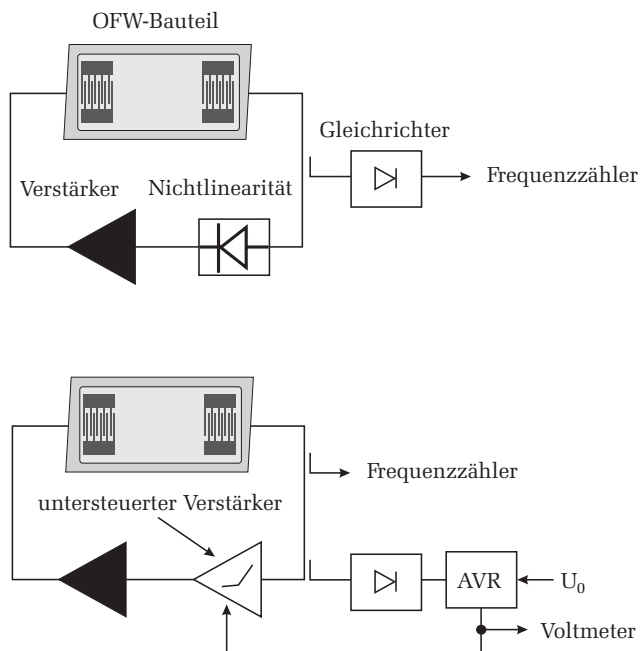 OFW-Bauteil
Gleichrichter
Frequenzzähler
Verstärker
Nichtlinearität
Frequenzzähler
untersteuerter Verstärker
AVR
U₀
Voltmeter